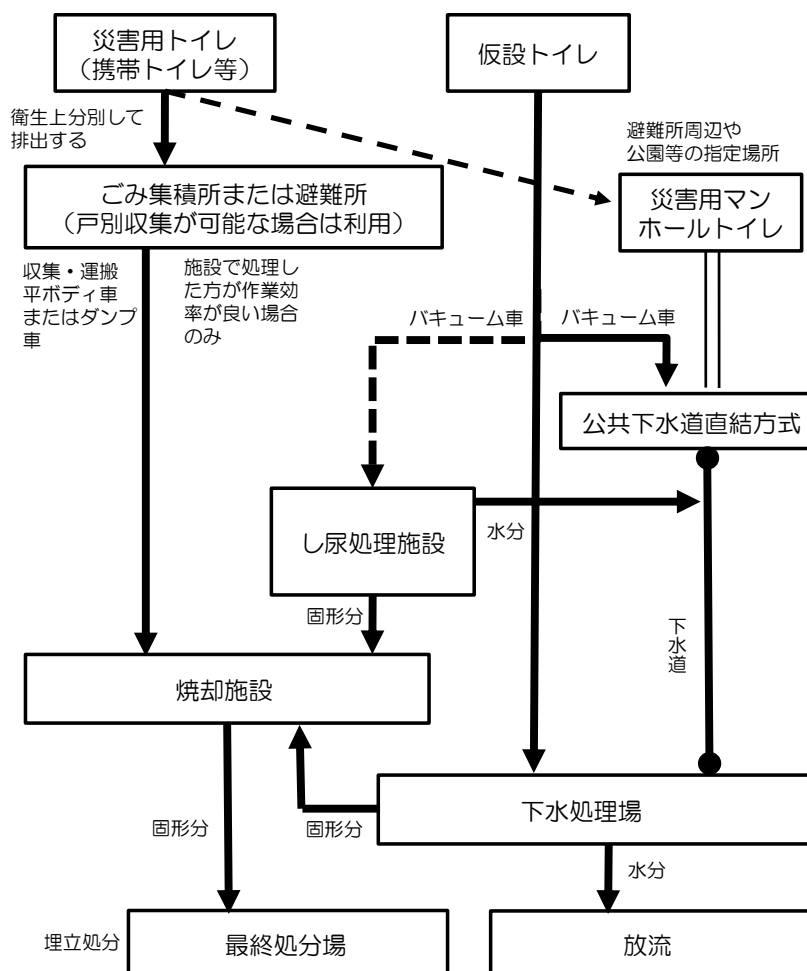 災害用トイレ
（携帯トイレ等）
仮設トイレ
衛生上分別して
排出する
避難所周辺や
公園等の指定場所
ごみ集積所または避難所
（戸別収集が可能な場合は利用）
災害用マン
ホールトイレ
収集・運搬
平ボディ車
またはダンプ
車
施設で処理し
た方が作業効
率が良い場合
のみ
バキューム車
バキューム車
公共下水道直結方式
し尿処理施設
水分
固形分
下水道
焼却施設
下水処理場
固形分
固形分
水分
埋立処分
最終処分場
放流